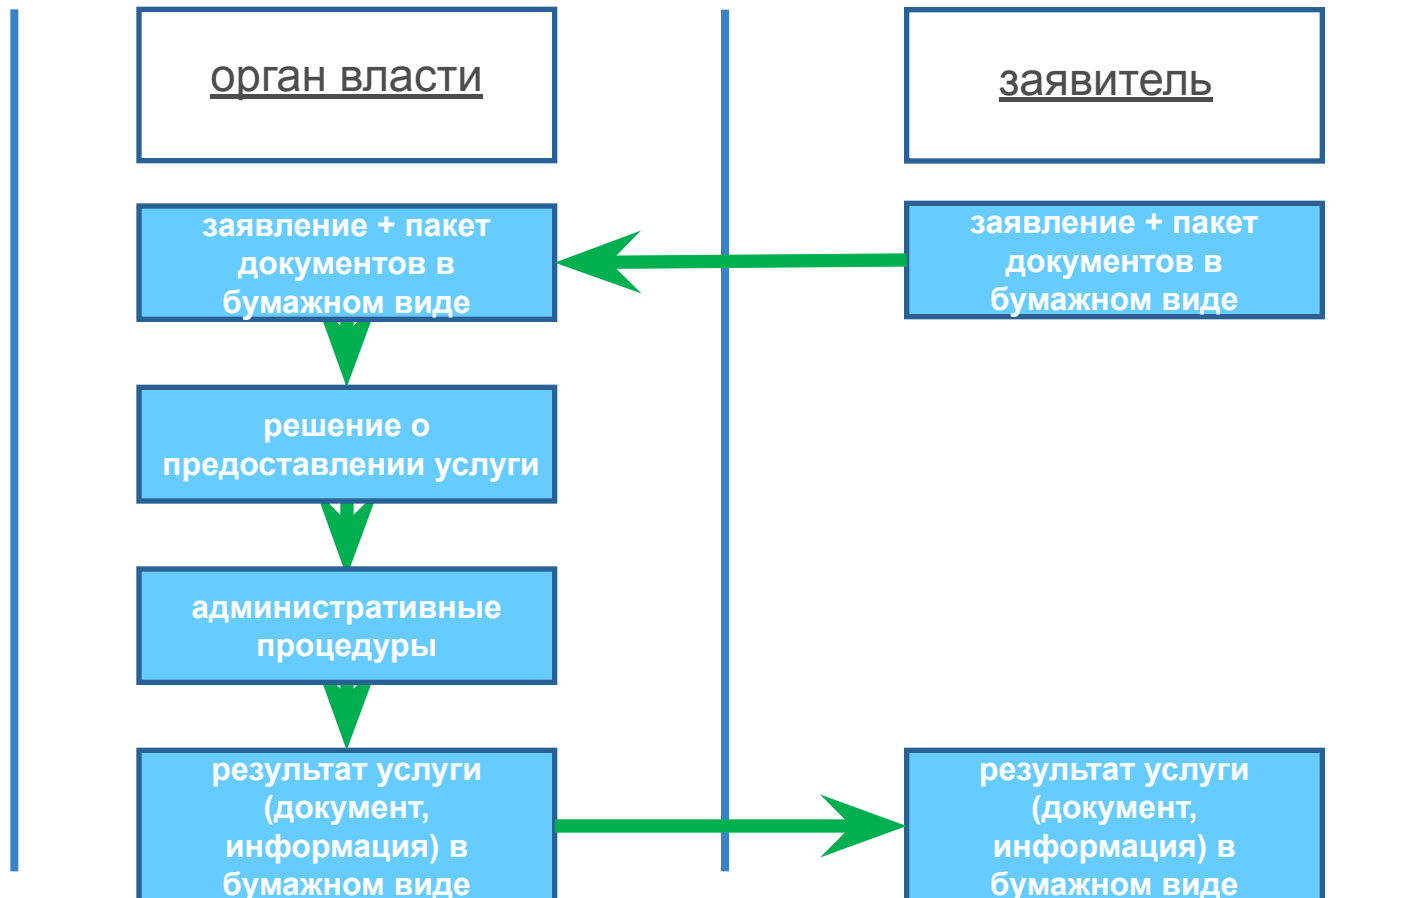 орган власти
заявитель
заявление + пакет
документов в
бумажном виде
заявление + пакет
документов в
бумажном виде
решение о
предоставлении услуги
административные
процедуры
результат услуги
(документ,
информация) в
бумажном виде
результат услуги
(документ,
информация) в
бумажном виде